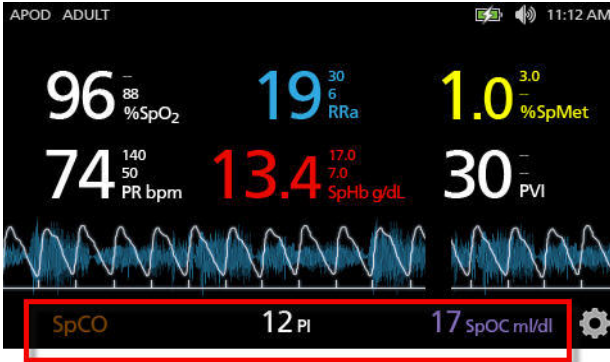 APOD ADULT 11:12 AM
96 -- 88 %SpO2 19 30 6 RRa 1.0 3.0 -- %SpMet
74 140 50 PR bpm 13.4 17.0 7.0 SpHb g/dL 30 -- -- PVI
SpCO 12 PI 17 SpOC ml/dl